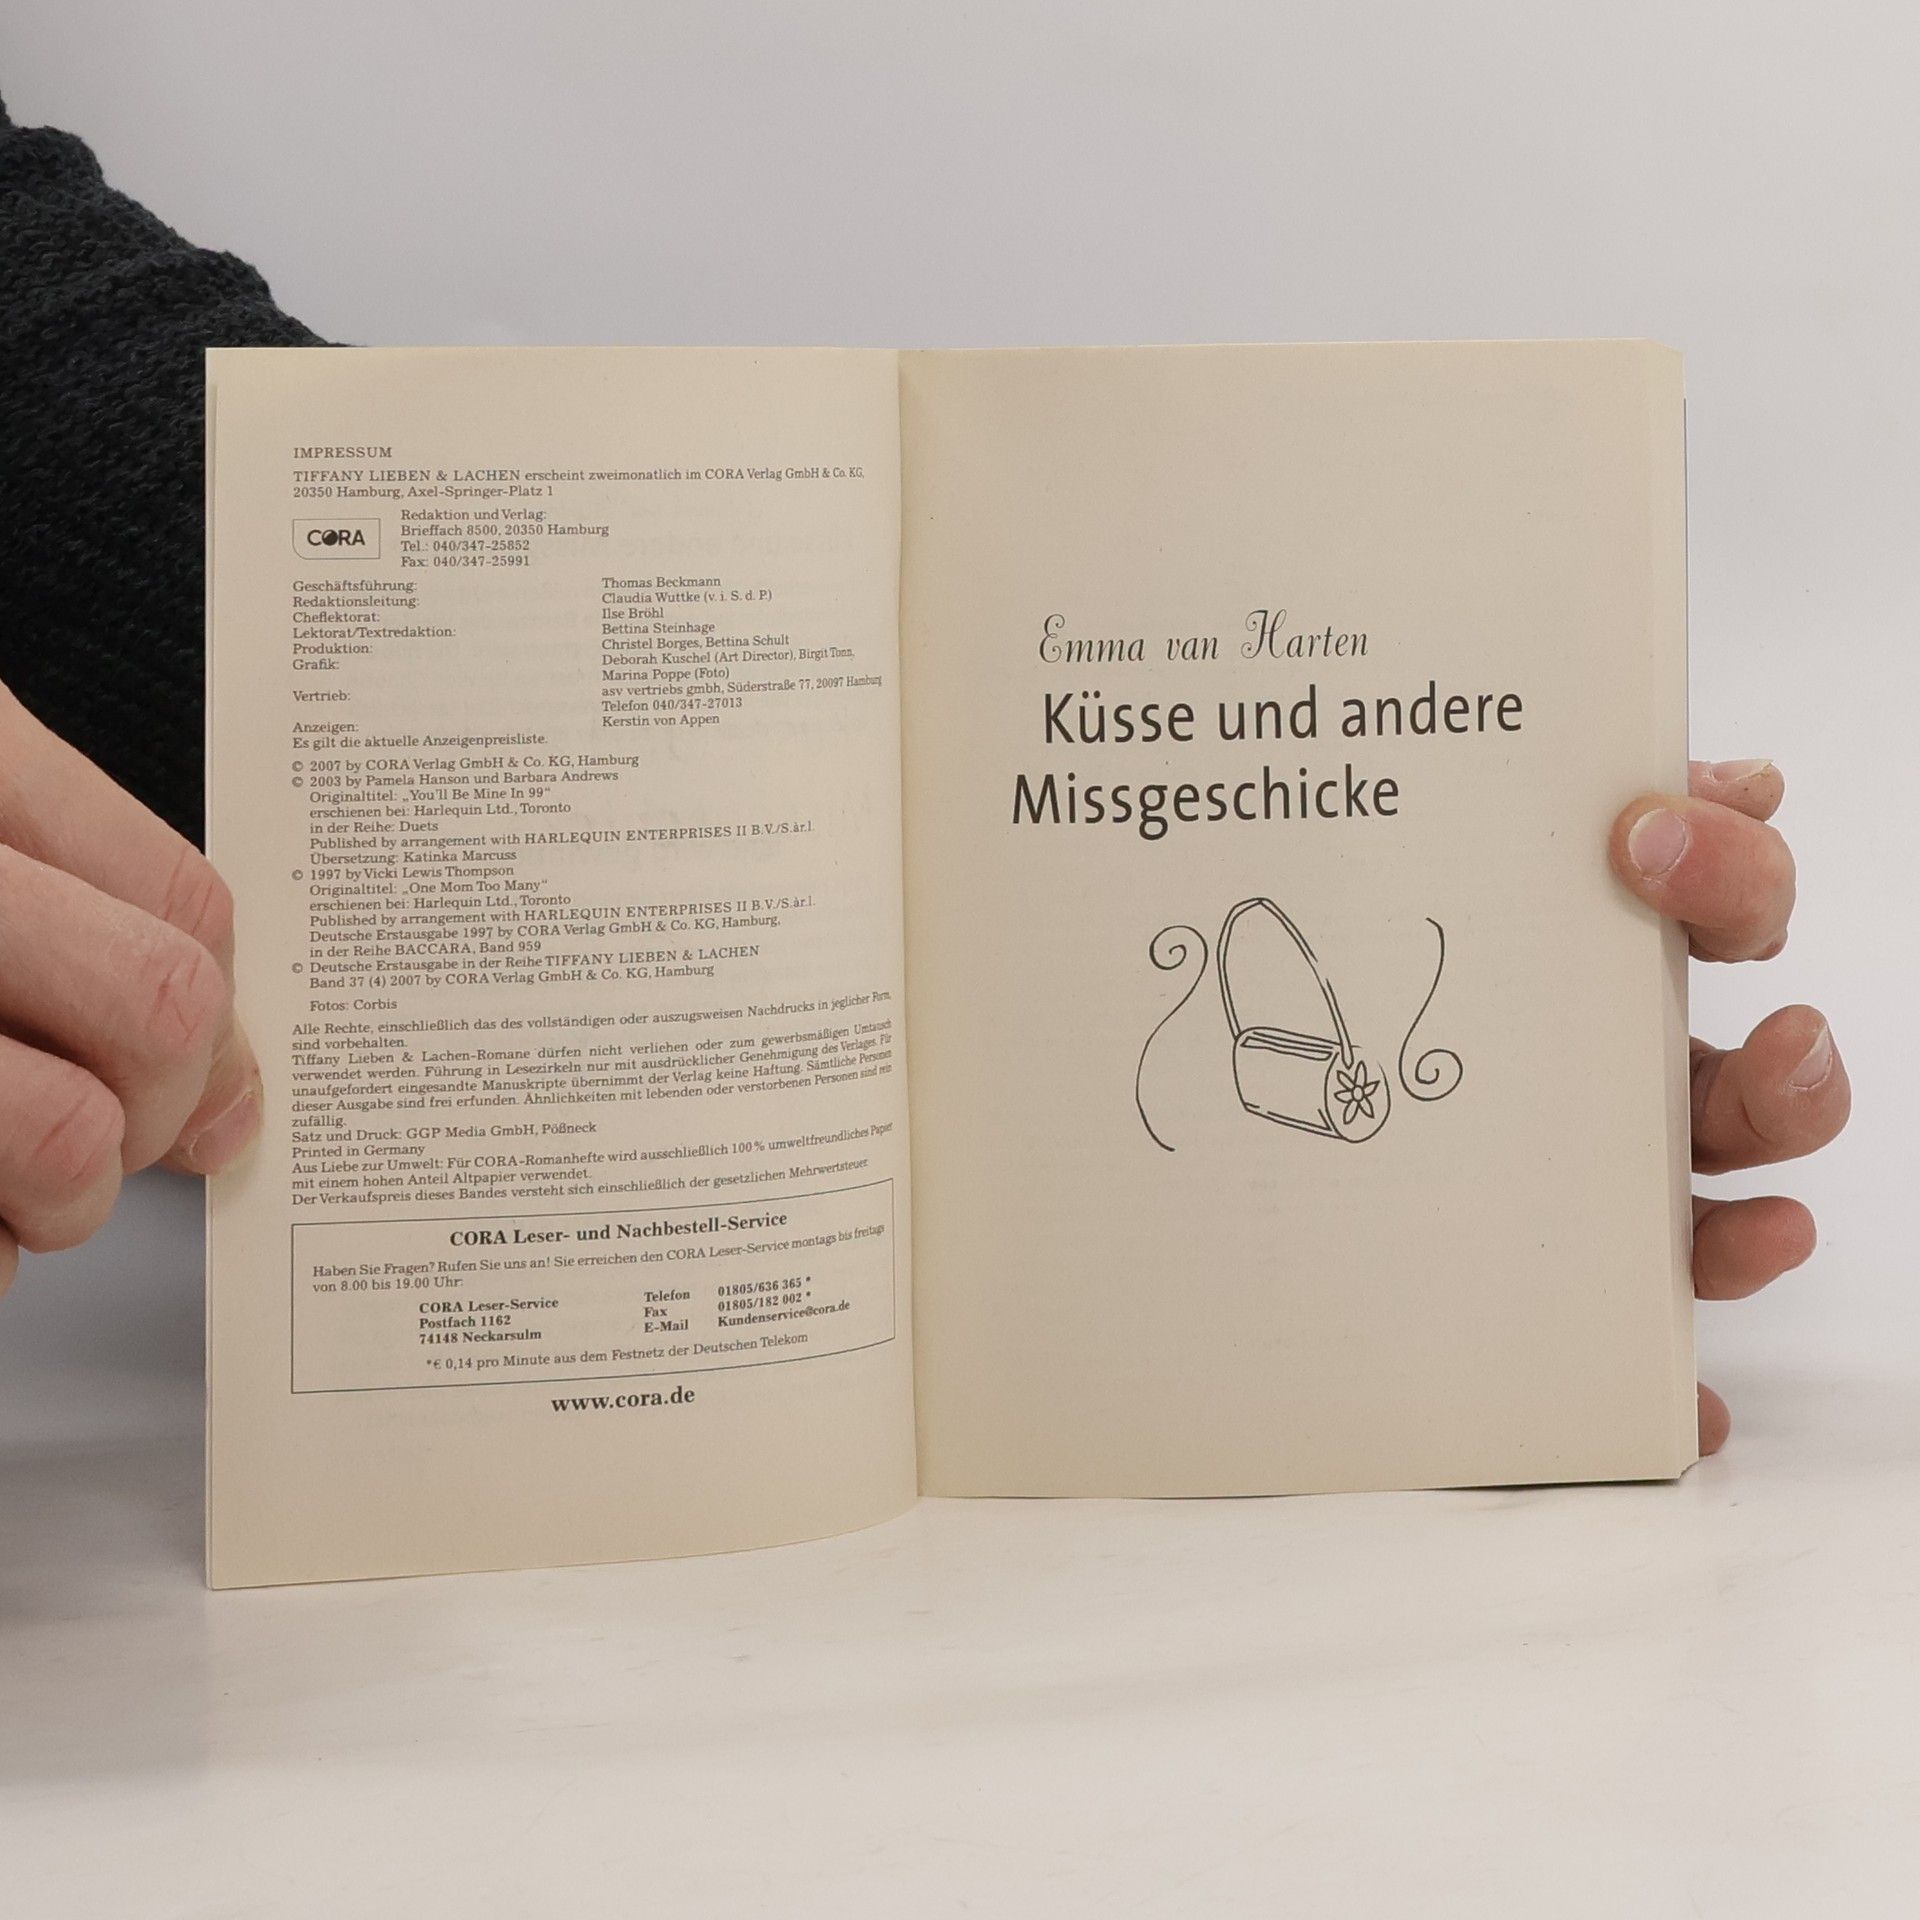 IMPRESSUM
TIFFANY LIEBEN & LACHEN erscheint zweimonatlich im CORA Verlag GmbH & Co. KG,
20350 Hamburg, Axel-Springer-Platz 1
CORA
Redaktion und Verlag:
Brieffach 8500, 20350 Hamburg
Tel.: 040/347-25852
Fax: 040/347-25991
Geschäftsführung: Thomas Beckmann
Redaktionsleitung: Claudia Wuttke (v. i. S. d. P.)
Cheflektorat: Ilse Bröhl
Lektorat/Textredaktion: Bettina Steinhage
Produktion: Christel Borges, Bettina Schult
Grafik: Deborah Kuschel (Art Director), Birgit Tonn,
Marina Poppe (Foto)
Vertrieb: asv vertriebs gmbh, Süderstraße 77, 20097 Hamburg
Telefon 040/347-27013
Anzeigen: Kerstin von Appen
Es gilt die aktuelle Anzeigenpreisliste.
© 2007 by CORA Verlag GmbH & Co. KG, Hamburg
© 2003 by Pamela Hanson und Barbara Andrews
Originaltitel: „You'll Be Mine In 99“
erschienen bei: Harlequin Ltd., Toronto
in der Reihe: Duets
Published by arrangement with HARLEQUIN ENTERPRISES II B.V./S.àr.l.
Übersetzung: Katinka Marcuss
© 1997 by Vicki Lewis Thompson
Originaltitel: „One Mom Too Many“
erschienen bei: Harlequin Ltd., Toronto
Published by arrangement with HARLEQUIN ENTERPRISES II B.V./S.àr.l.
Deutsche Erstausgabe 1997 by CORA Verlag GmbH & Co. KG, Hamburg,
in der Reihe BACCARA, Band 959
© Deutsche Erstausgabe in der Reihe TIFFANY LIEBEN & LACHEN
Band 37 (4) 2007 by CORA Verlag GmbH & Co. KG, Hamburg
Fotos: Corbis
Alle Rechte, einschließlich das des vollständigen oder auszugsweisen Nachdrucks in jeglicher Form,
sind vorbehalten.
Tiffany Lieben & Lachen-Romane dürfen nicht verliehen oder zum gewerbsmäßigen Umtausch
verwendet werden. Führung in Lesezirkeln nur mit ausdrücklicher Genehmigung des Verlages. Für
unaufgefordert eingesandte Manuskripte übernimmt der Verlag keine Haftung. Sämtliche Personen
dieser Ausgabe sind frei erfunden. Ähnlichkeiten mit lebenden oder verstorbenen Personen sind rein
zufällig.
Satz und Druck: GGP Media GmbH, Pößneck
Printed in Germany
Aus Liebe zur Umwelt: Für CORA-Romanhefte wird ausschließlich 100% umweltfreundliches Papier
mit einem hohen Anteil Altpapier verwendet.
Der Verkaufspreis dieses Bandes versteht sich einschließlich der gesetzlichen Mehrwertsteuer.
CORA Leser- und Nachbestell-Service
Haben Sie Fragen? Rufen Sie uns an! Sie erreichen den CORA Leser-Service montags bis freitags
von 8.00 bis 19.00 Uhr:
CORA Leser-Service Telefon 01805/636 365 *
Postfach 1162 Fax 01805/182 002 *
74148 Neckarsulm E-Mail Kundenservice@cora.de
*€ 0,14 pro Minute aus dem Festnetz der Deutschen Telekom
www.cora.de
Emma van Harten
Küsse und andere
Missgeschicke